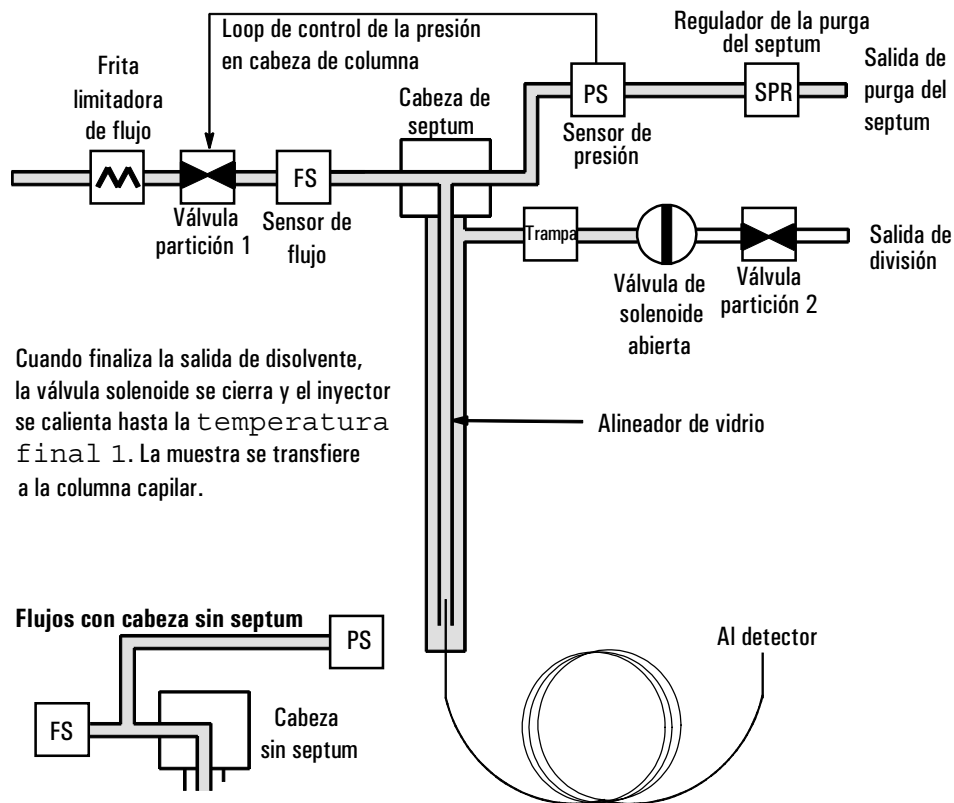 Loop de control de la presión
en cabeza de columna
Regulador de la purga
del septum
Salida de
purga del
septum
Frita
limitadora
de flujo
Cabeza de
septum
PS
SPR
Sensor de
presión
FS
Válvula
partición 1
Sensor de
flujo
Trampa
Salida de
división
Válvula de
solenoide
abierta
Válvula
partición 2
Cuando finaliza la salida de disolvente,
la válvula solenoide se cierra y el inyector
se calienta hasta la temperatura
final 1. La muestra se transfiere
a la columna capilar.
Alineador de vidrio
Flujos con cabeza sin septum
PS
Al detector
FS
Cabeza
sin septum